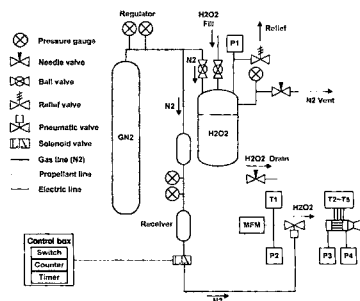 Regulator
H2O2
Fill
Relief
P1
Pressure gauge
Needle valve
Ball valve
Relief valve
Pneumatic valve
Solenoid valve
Gas line (N2)
Propellant line
Electric line
N2
N2
N2 Vent
GN2
H2O2
H2O2 Drain
T1
H2O2
T2~T5
MFM
P2
P3
P4
Receiver
Control box
Switch
Counter
Timer
N2